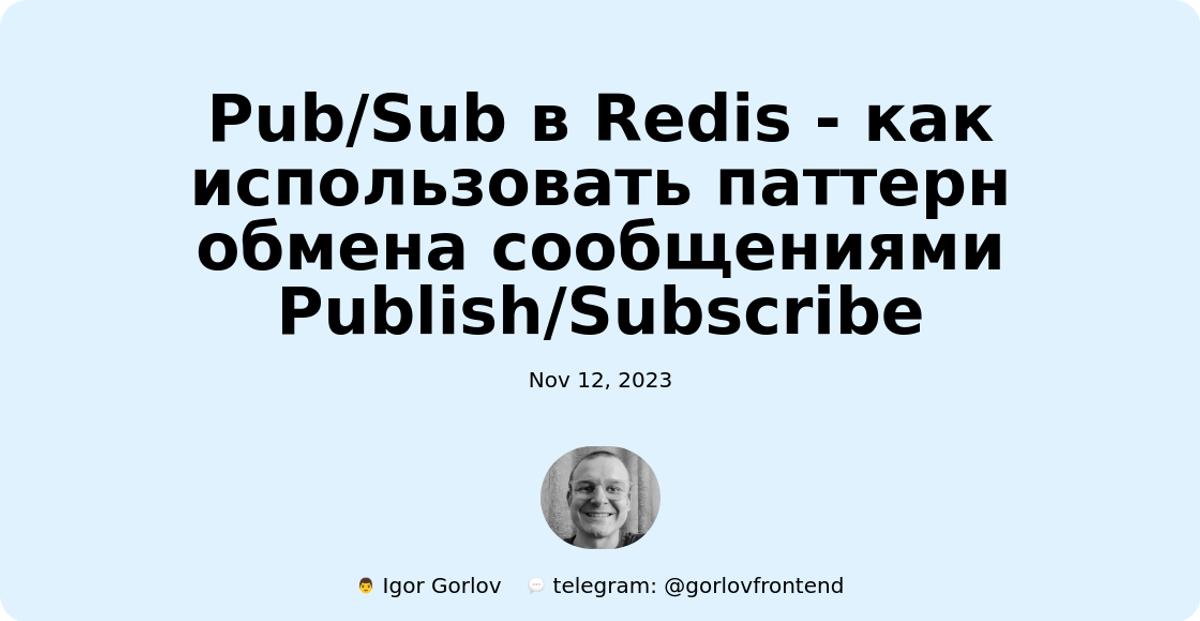 Pub/Sub в Redis - как
использовать паттерн
обмена сообщениями
Publish/Subscribe
Nov 12, 2023
Igor Gorlov telegram: @gorlovfrontend